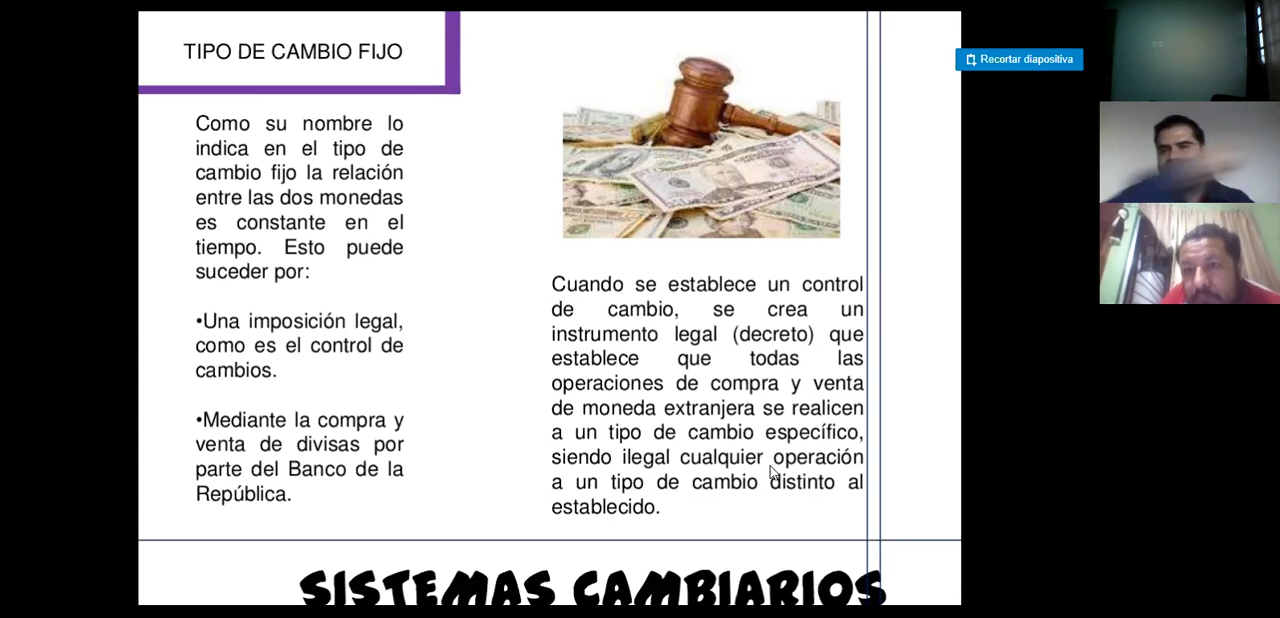 TIPO DE CAMBIO FIJO
Como su nombre lo
indica en el tipo de
cambio fijo la relación
entre las dos monedas
es constante en el
tiempo. Esto puede
suceder por:
•Una imposición legal,
como es el control de
cambios.
•Mediante la compra y
venta de divisas por
parte del Banco de la
República.
Cuando se establece un control
de cambio, se crea un
instrumento legal (decreto) que
establece que todas las
operaciones de compra y venta
de moneda extranjera se realicen
a un tipo de cambio específico,
siendo ilegal cualquier operación
a un tipo de cambio distinto al
establecido.
SISTEMAS CAMBIARIOS
Recortar diapositiva